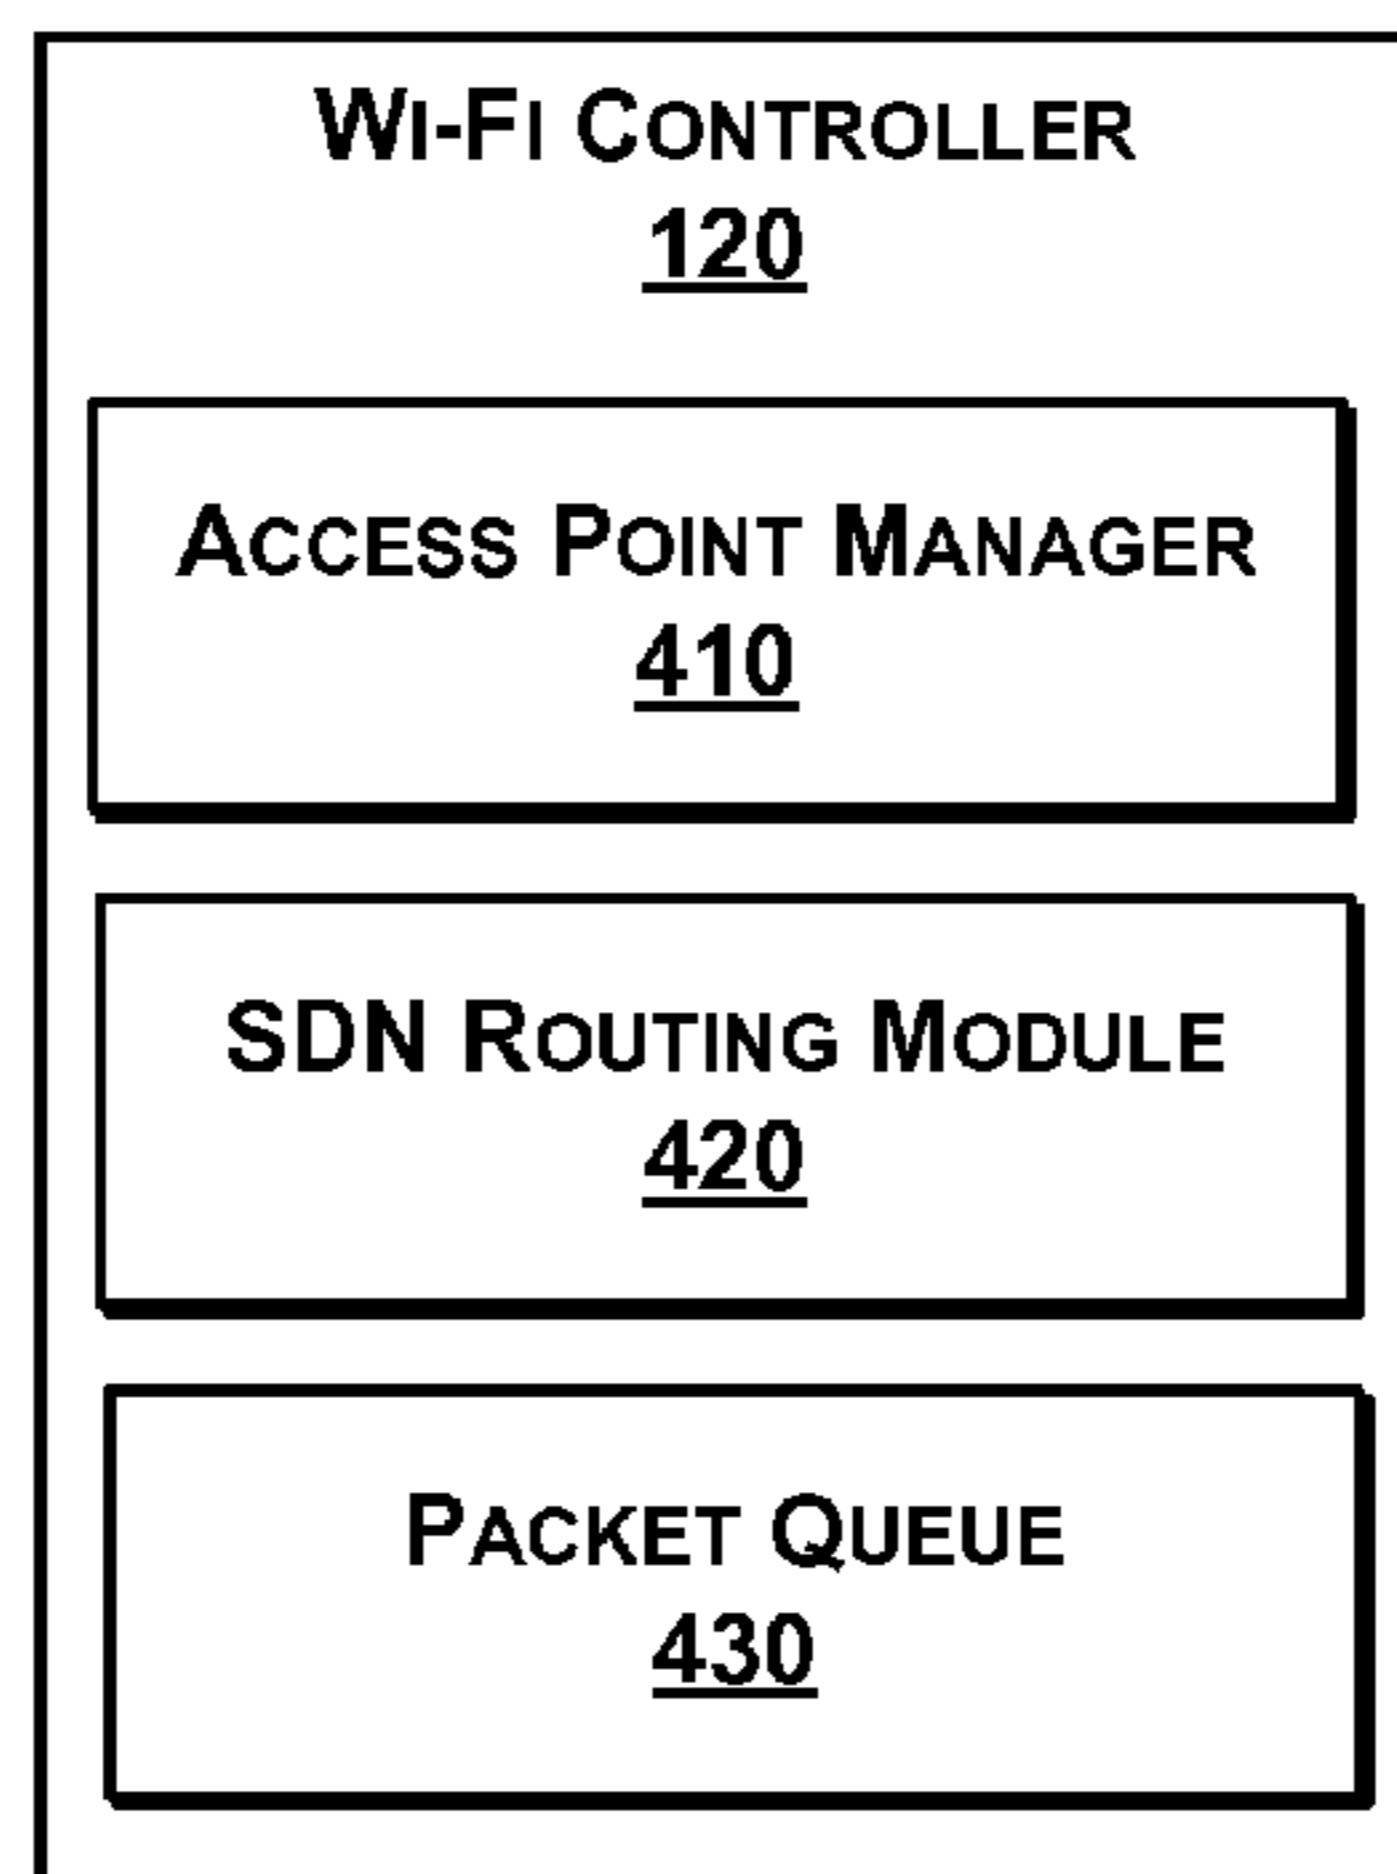 WI-FI CONTROLLER
120
ACCESS POINT MANAGER
410
SDN ROUTING MODULE
420
PACKET QUEUE
430